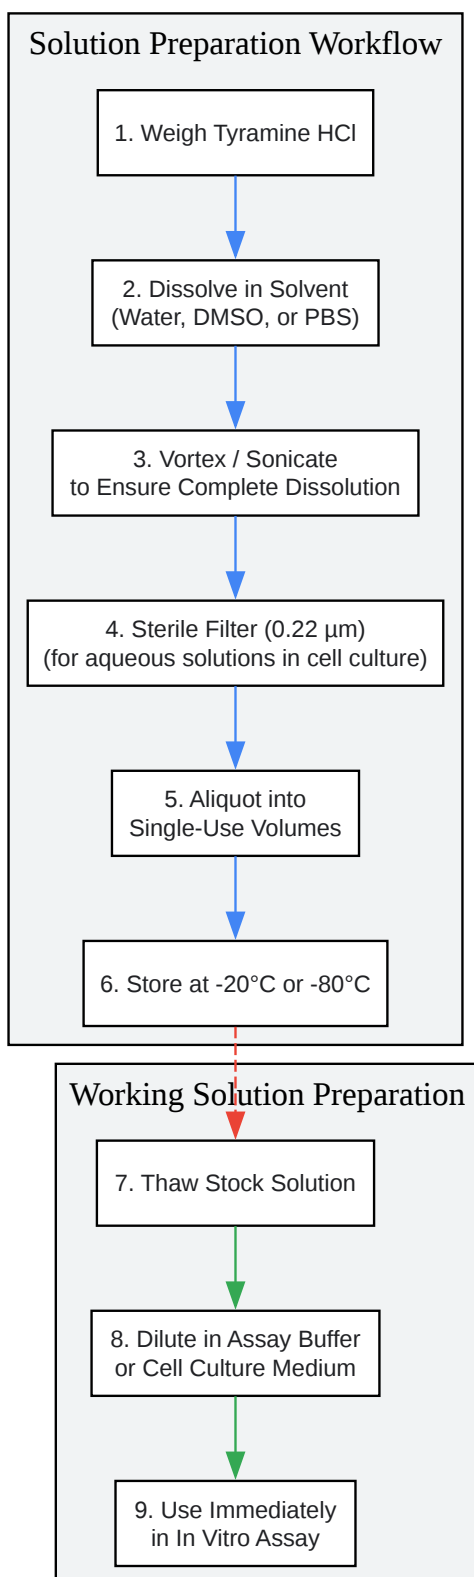 Solution Preparation Workflow
1. Weigh Tyramine HCl
2. Dissolve in Solvent
(Water, DMSO, or PBS)
3. Vortex / Sonicate
to Ensure Complete Dissolution
4. Sterile Filter (0.22 µm)
(for aqueous solutions in cell culture)
5. Aliquot into
Single-Use Volumes
6. Store at -20°C or -80°C
Working Solution Preparation
7. Thaw Stock Solution
8. Dilute in Assay Buffer
or Cell Culture Medium
9. Use Immediately
in In Vitro Assay